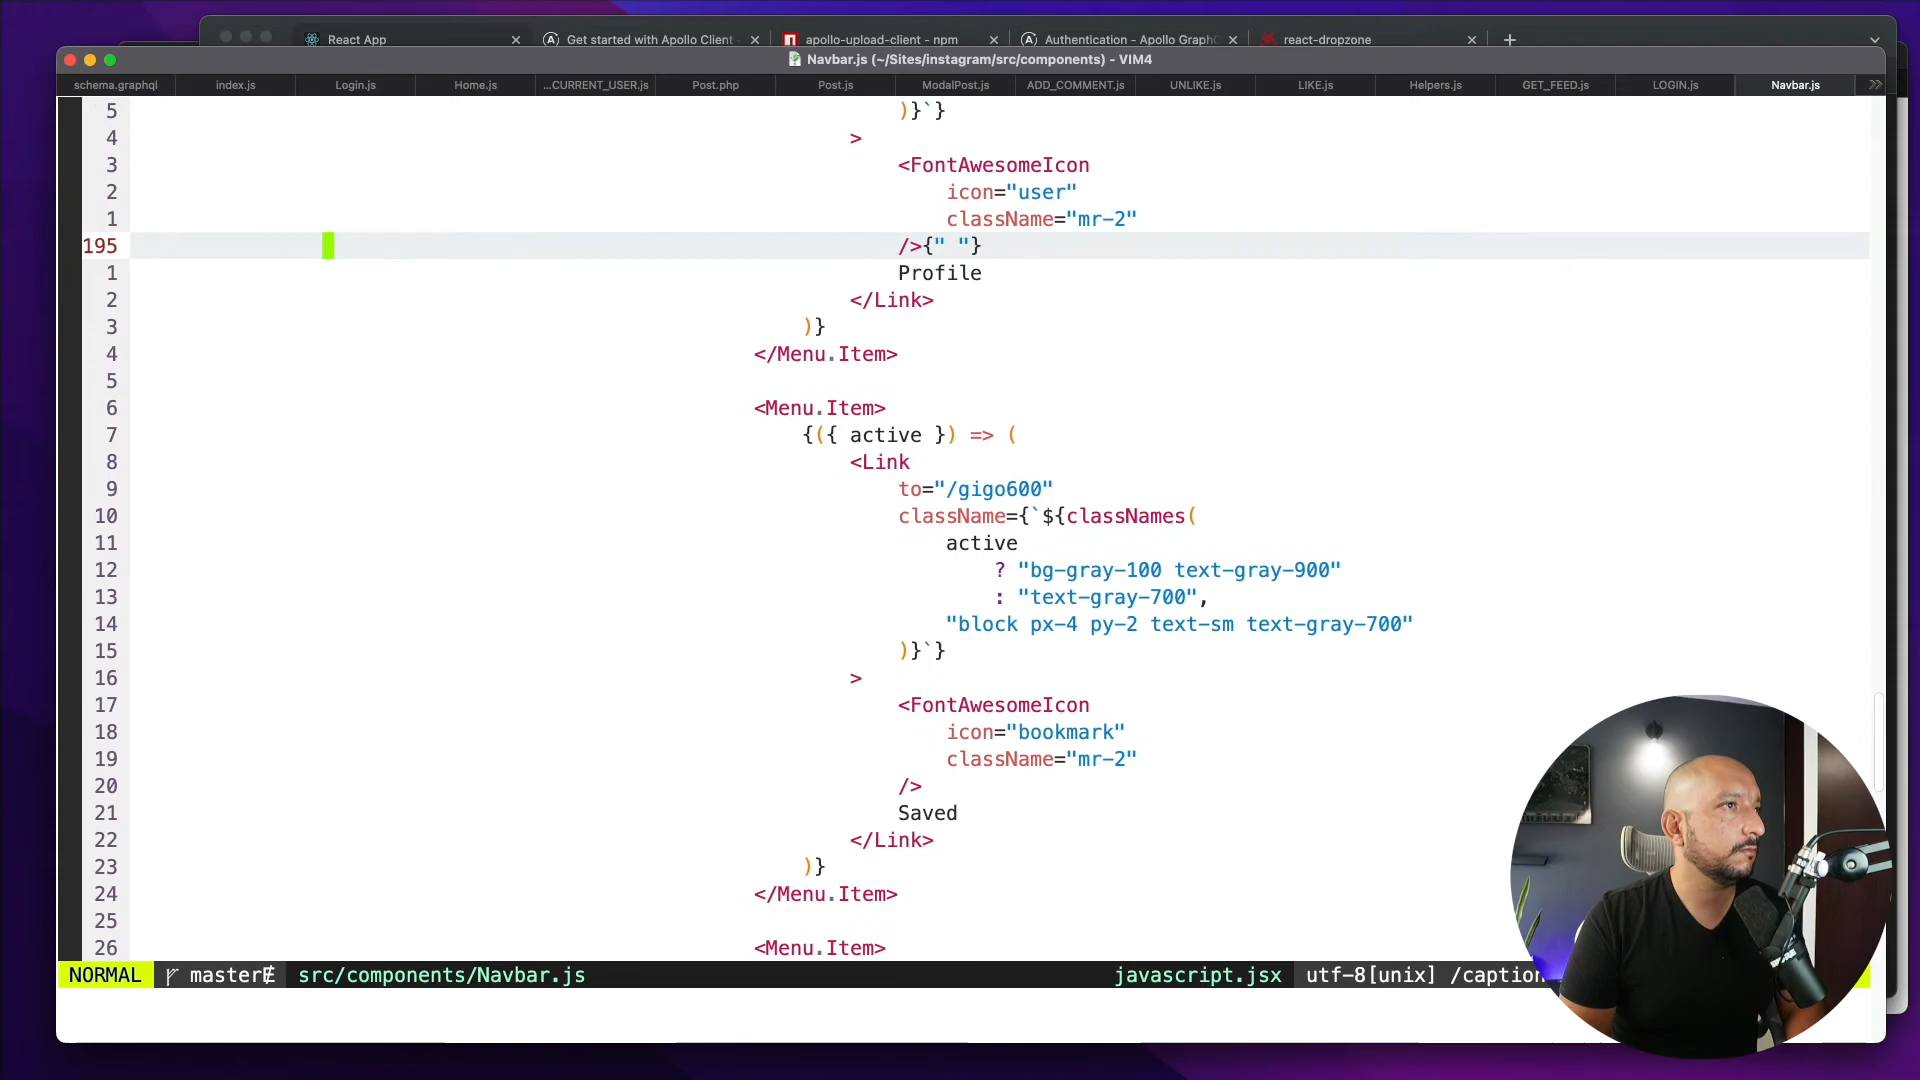 React App
Get started with Apollo Client -
apollo-upload-client - npm
Authentication - Apollo GraphQ
react-dropzone
Navbar.js (~/Sites/instagram/src/components) - VIM4
schema.graphql
index.js
Login.js
Home.js
...CURRENT_USER.js
Post.php
Post.js
ModalPost.js
ADD_COMMENT.js
UNLIKE.js
LIKE.js
Helpers.js
GET_FEED.js
LOGIN.js
Navbar.js
5 )}`}
4 >
3 <FontAwesomeIcon
2 icon="user"
1 className="mr-2"
195 />{" "}
1 Profile
2 </Link>
3 )}
4 </Menu.Item>
5
6 <Menu.Item>
7 {({ active }) => (
8 <Link
9 to="/gigo600"
10 className={`${classNames(
11 active
12 ? "bg-gray-100 text-gray-900"
13 : "text-gray-700",
14 "block px-4 py-2 text-sm text-gray-700"
15 )}`}
16 >
17 <FontAwesomeIcon
18 icon="bookmark"
19 className="mr-2"
20 />
21 Saved
22 </Link>
23 )}
24 </Menu.Item>
25
26 <Menu.Item>
NORMAL master src/components/Navbar.js javascript.jsx utf-8[unix] /caption